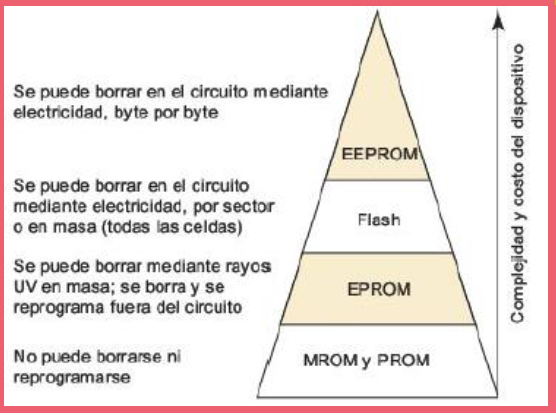 Se puede borrar en el circuito mediante
electricidad, byte por byte
EEPROM
Se puede borrar en el circuito
mediante electricidad, por sector
o en masa (todas las celdas)
Flash
Se puede borrar mediante rayos
UV en masa; se borra y se
reprograma fuera del circuito
EPROM
No puede borrarse ni
reprogramarse
MROM y PROM
Complejidad y costo del dispositivo